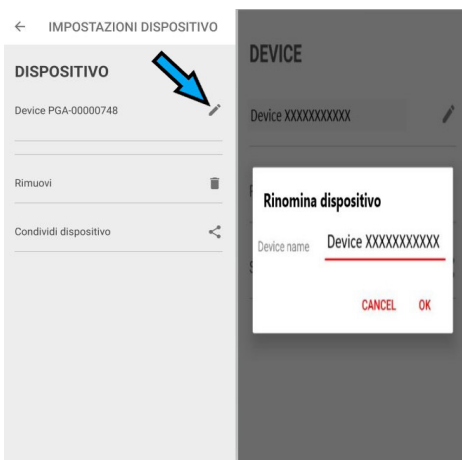 IMPOSTAZIONI DISPOSITIVO
DISPOSITIVO
Device PGA-00000748
Rimuovi
Condividi dispositivo
DEVICE
Device XXXXXXXXXXX
Rinomina dispositivo
Device name
Device XXXXXXXXXXX
CANCEL
OK